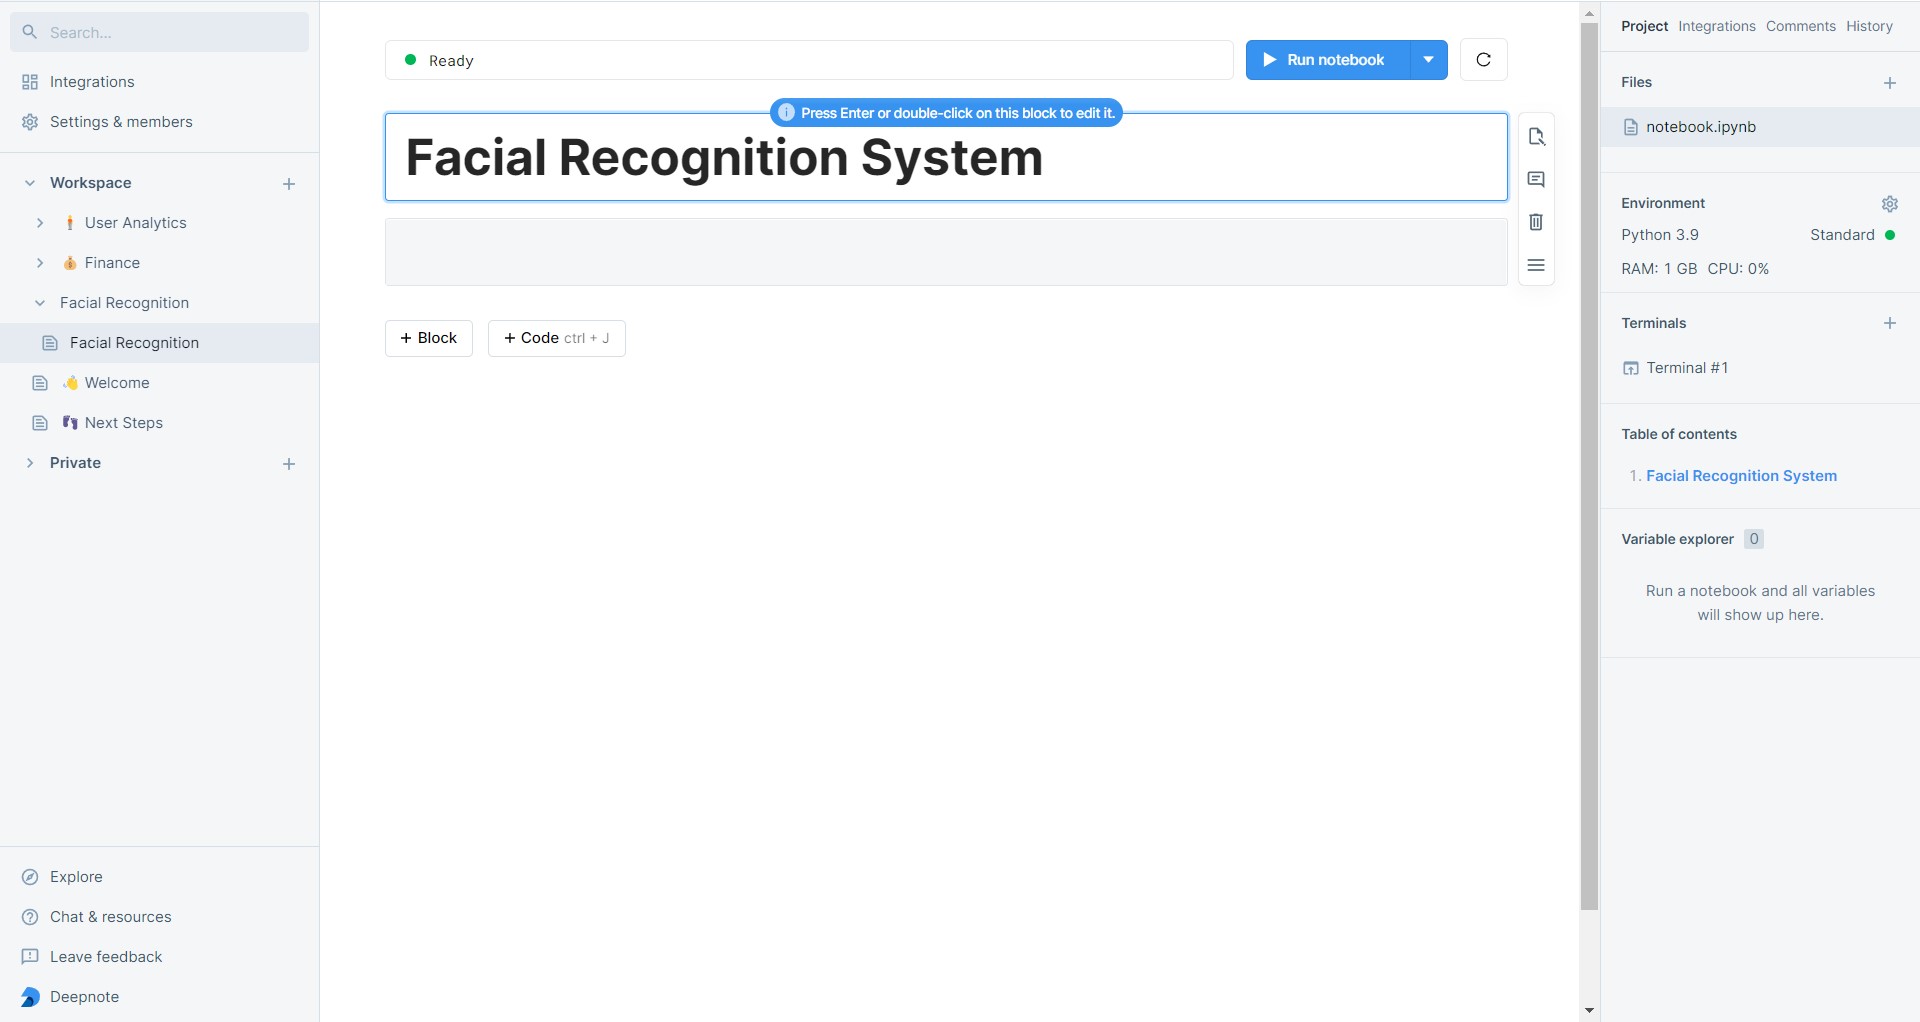 Search...
Integrations
Settings & members
Workspace
User Analytics
Finance
Facial Recognition
Facial Recognition
Welcome
Next Steps
Private
Explore
Chat & resources
Leave feedback
Deepnote
Ready
Run notebook
Press Enter or double-click on this block to edit it.
Facial Recognition System
+ Block
+ Code ctrl + J
Project Integrations Comments History
Files
notebook.ipynb
Environment
Python 3.9 Standard
RAM: 1 GB CPU: 0%
Terminals
Terminal #1
Table of contents
1. Facial Recognition System
Variable explorer 0
Run a notebook and all variables
will show up here.